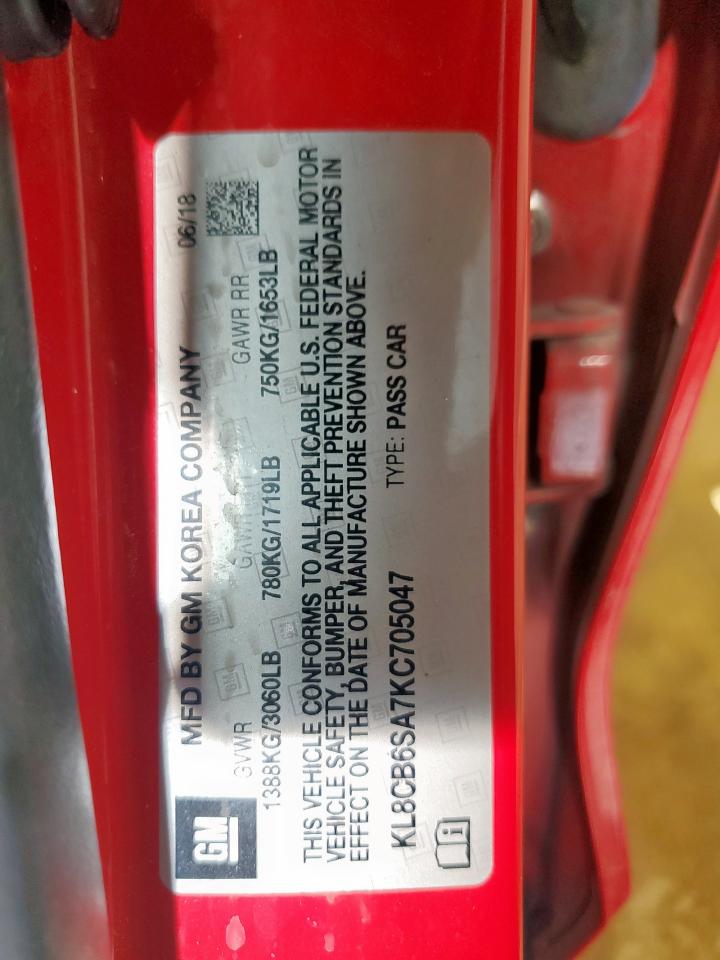 GM
MFD BY GM KOREA COMPANY 06/18
GVWR GAWR GAWR RR
1388KG/3060LB 780KG/1719LB 750KG/1653LB
THIS VEHICLE CONFORMS TO ALL APPLICABLE U.S. FEDERAL MOTOR
VEHICLE SAFETY, BUMPER, AND THEFT PREVENTION STANDARDS IN
EFFECT ON THE DATE OF MANUFACTURE SHOWN ABOVE.
KL8CB6SA7KC705047 TYPE: PASS CAR